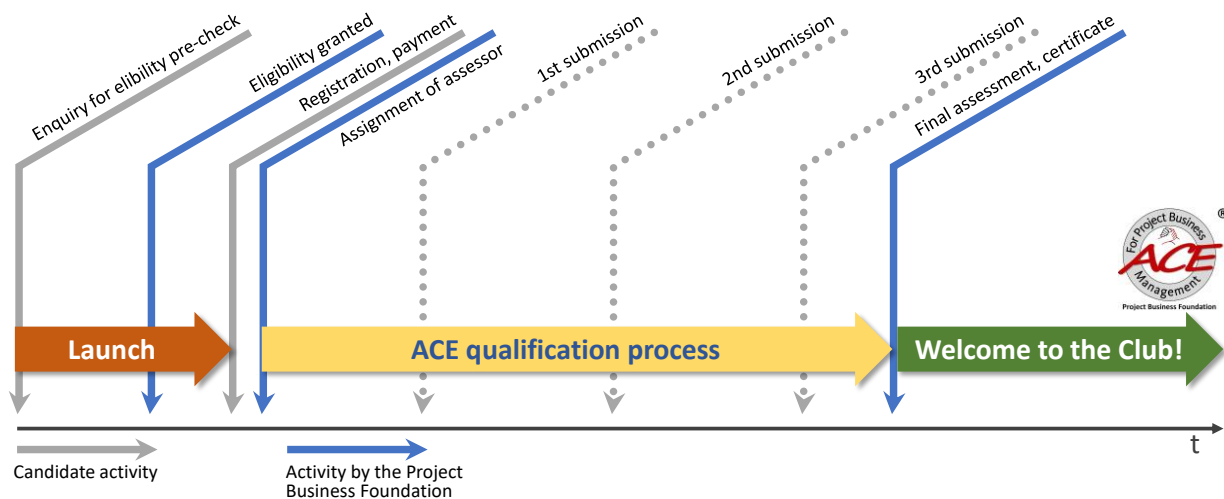 Enquiry for elibility pre-check
Eligibility granted
Registration, payment
Assignment of assessor
1st submission
2nd submission
3rd submission
Final assessment, certificate
For Project Business
ACE
Management
®
Project Business Foundation
Launch
ACE qualification process
Welcome to the Club!
t
Candidate activity
Activity by the Project
Business Foundation